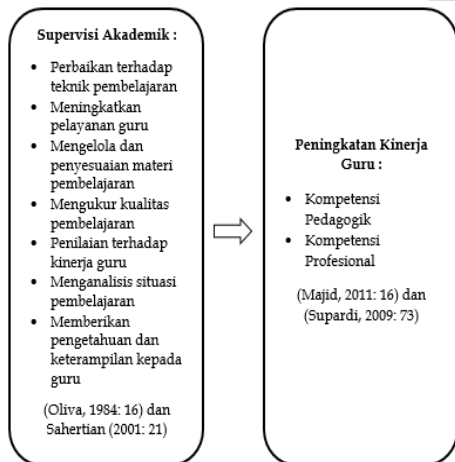 Supervisi Akademik :
• Perbaikan terhadap
teknik pembelajaran
• Meningkatkan
pelayanan guru
• Mengelola dan
penyesuaian materi
pembelajaran
• Mengukur kualitas
pembelajaran
• Penilaian terhadap
kinerja guru
• Menganalisis situasi
pembelajaran
• Memberikan
pengetahuan dan
keterampilan kepada
guru
(Oliva, 1984: 16) dan
Sahertian (2001: 21)
Peningkatan Kinerja
Guru :
• Kompetensi
Pedagogik
• Kompetensi
Profesional
(Majid, 2011: 16) dan
(Supardi, 2009: 73)